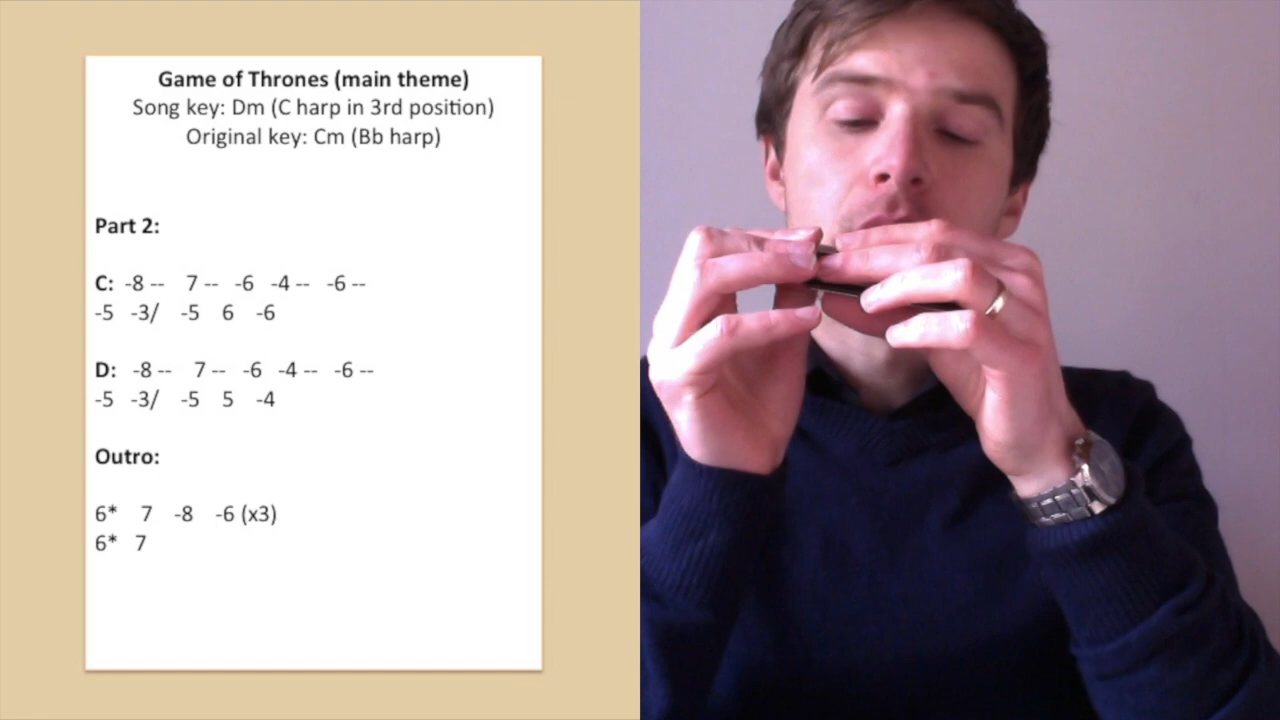 Game of Thrones (main theme)
Song key: Dm (C harp in 3rd position)
Original key: Cm (Bb harp)
Part 2:
C: -8 -- 7 -- -6 -4 -- -6 --
-5 -3/ -5 6 -6
D: -8 -- 7 -- -6 -4 -- -6 --
-5 -3/ -5 5 -4
Outro:
6* 7 -8 -6 (x3)
6* 7